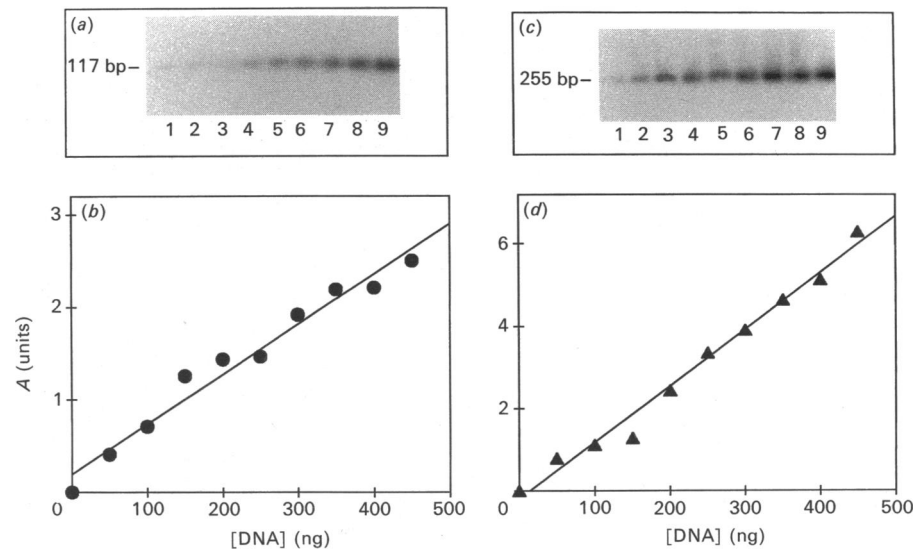 (a)
117 bp–
1 2 3 4 5 6 7 8 9
(c)
255 bp–
1 2 3 4 5 6 7 8 9
(b)
3
2
1
0 100 200 300 400 500
A (units)
[DNA] (ng)
(d)
6
4
2
0 100 200 300 400 500
[DNA] (ng)